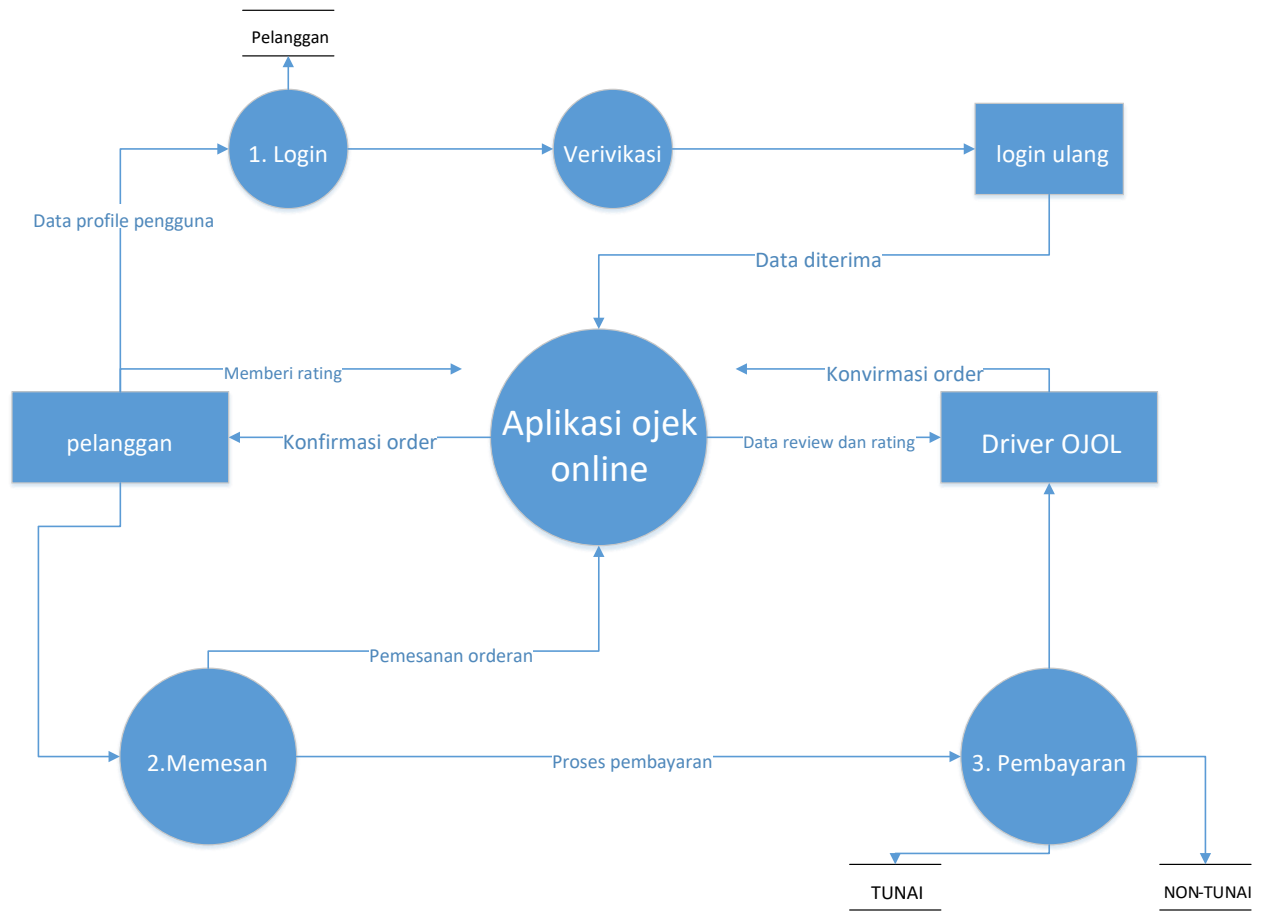 Pelanggan
1. Login
Verivikasi
login ulang
Data profile pengguna
Data diterima
Memberi rating
Konvirmasi order
Aplikasi ojek
online
pelanggan
Konfirmasi order
Data review dan rating
Driver OJOL
Pemesanan orderan
2.Memesan
Proses pembayaran
3. Pembayaran
TUNAI
NON-TUNAI